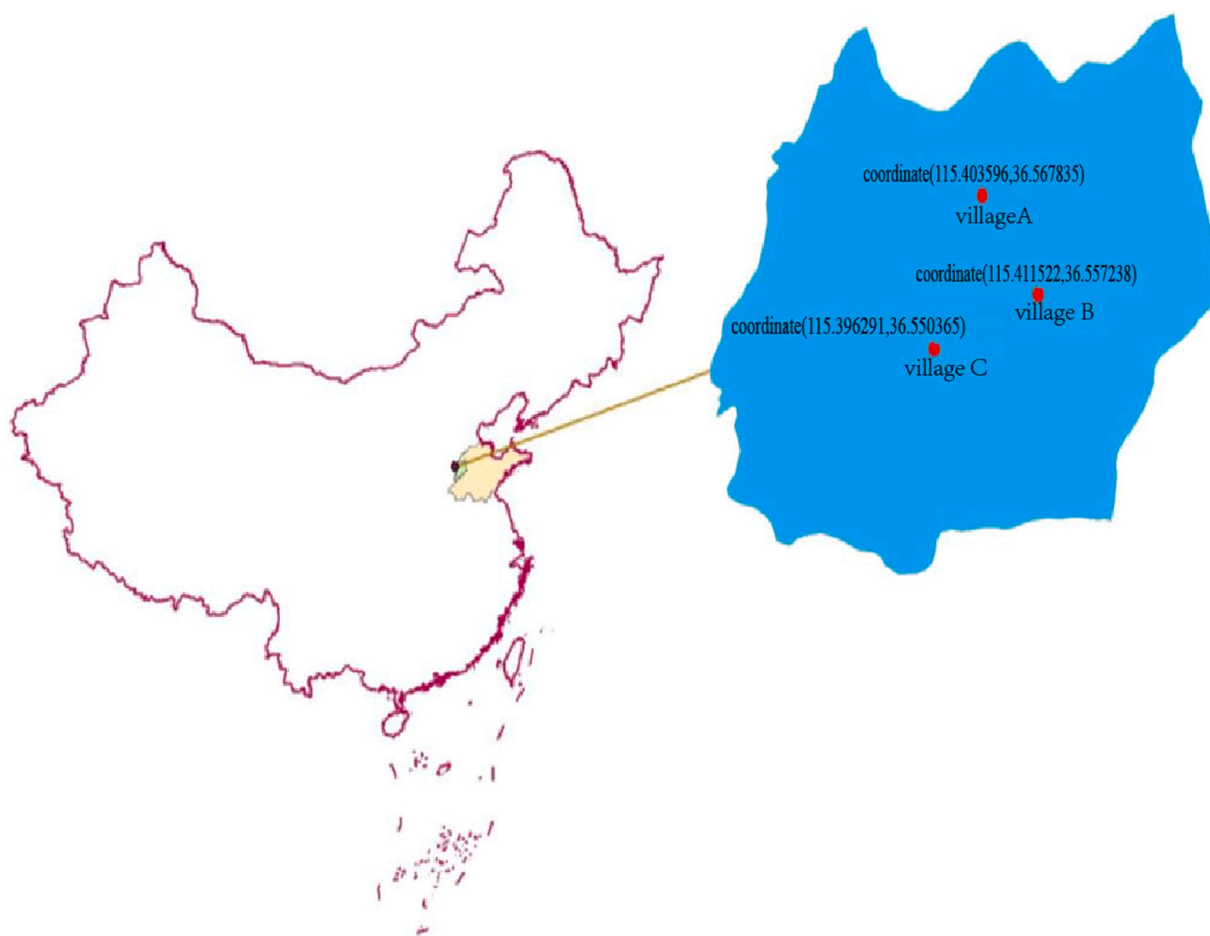 coordinate(115.403596,36.567835)
villageA
coordinate(115.411522,36.557238)
village B
coordinate(115.396291,36.550365)
village C